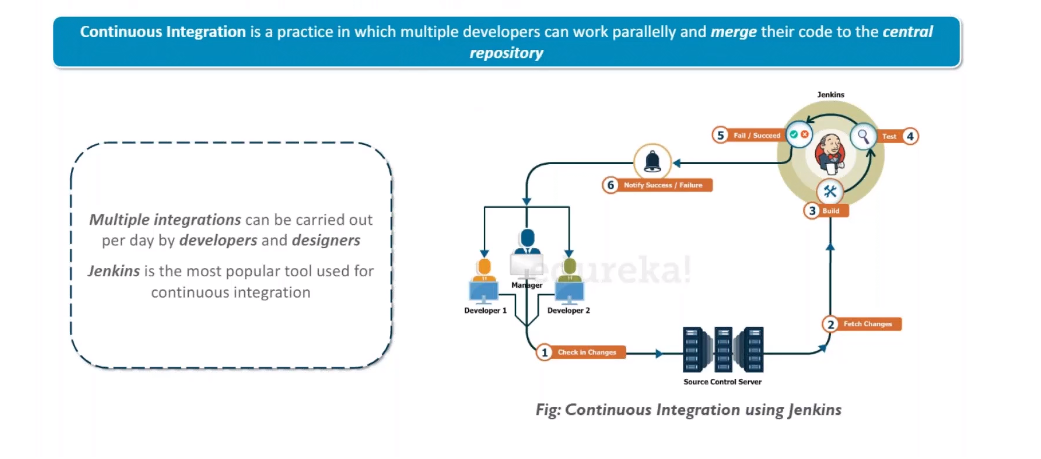 Continuous Integration is a practice in which multiple developers can work parallelly and merge their code to the central
repository
Multiple integrations can be carried out
per day by developers and designers
Jenkins is the most popular tool used for
continuous integration
Jenkins
5 Fail / Succeed
Test 4
6 Notify Success / Failure
3 Build
edureka!
Manager
Developer 1
Developer 2
2 Fetch Changes
1 Check in Changes
Source Control Server
Fig: Continuous Integration using Jenkins